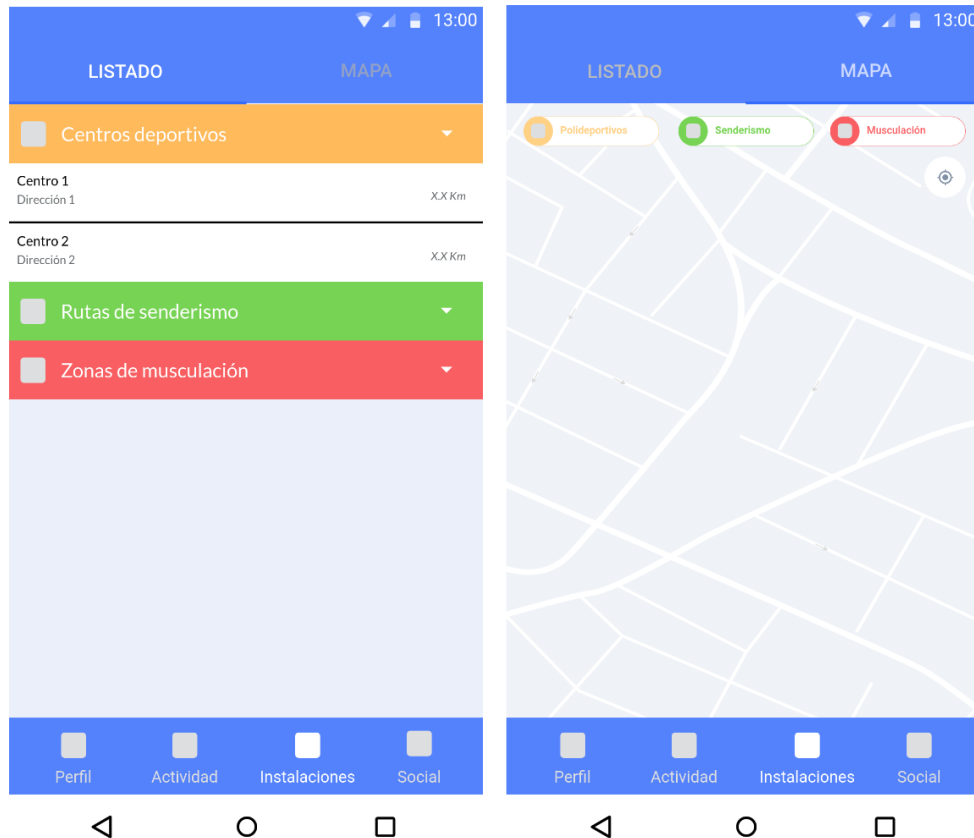 13:00
LISTADO MAPA
Centros deportivos
Centro 1
Dirección 1 X.X Km
Centro 2
Dirección 2 X.X Km
Rutas de senderismo
Zonas de musculación
Perfil Actividad Instalaciones Social
13:00
LISTADO MAPA
Polideportivos Senderismo Musculación
Perfil Actividad Instalaciones Social